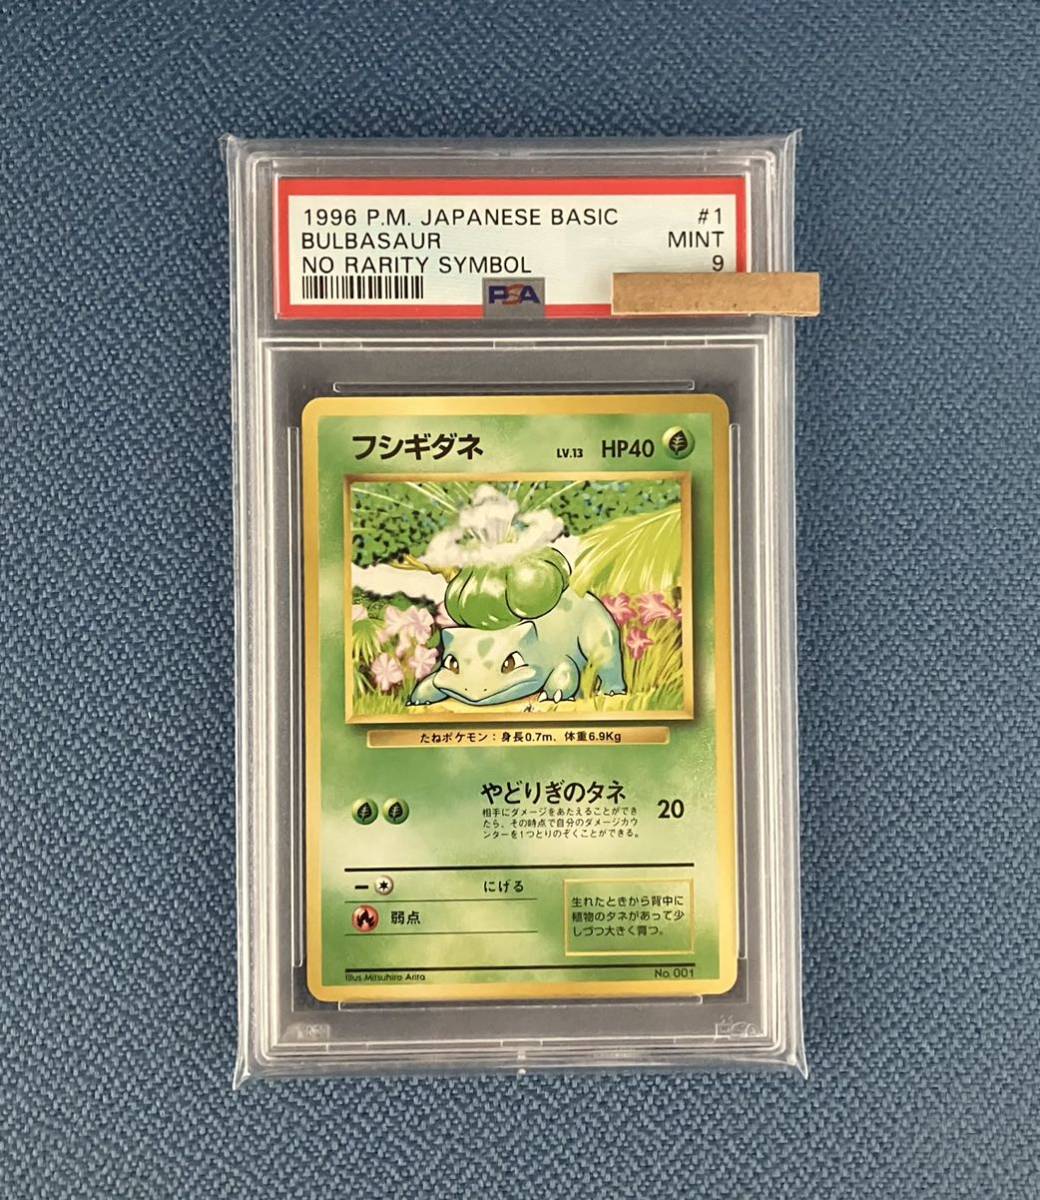 1996 P.M. JAPANESE BASIC #1
BULBASAUR MINT
NO RARITY SYMBOL 9
PSA
フシギダネ LV.13 HP40
たねポケモン：身長0.7m、体重6.9Kg
やどりぎのタネ 20
相手にダメージをあたえることができ
たら、その時点で自分のダメージカウ
ンターを1つとりのぞくことができる。
にげる
弱点
生れたときから背中に
植物のタネがあって少
しづつ大きく育つ。
Illus Mitsuhiro Arita No. 001